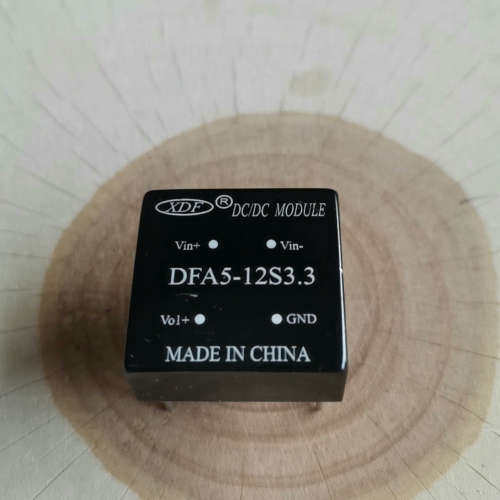 XDF ® DC/DC MODULE
Vin+ Vin-
DFA5-12S3.3
Vo1+ GND
MADE IN CHINA